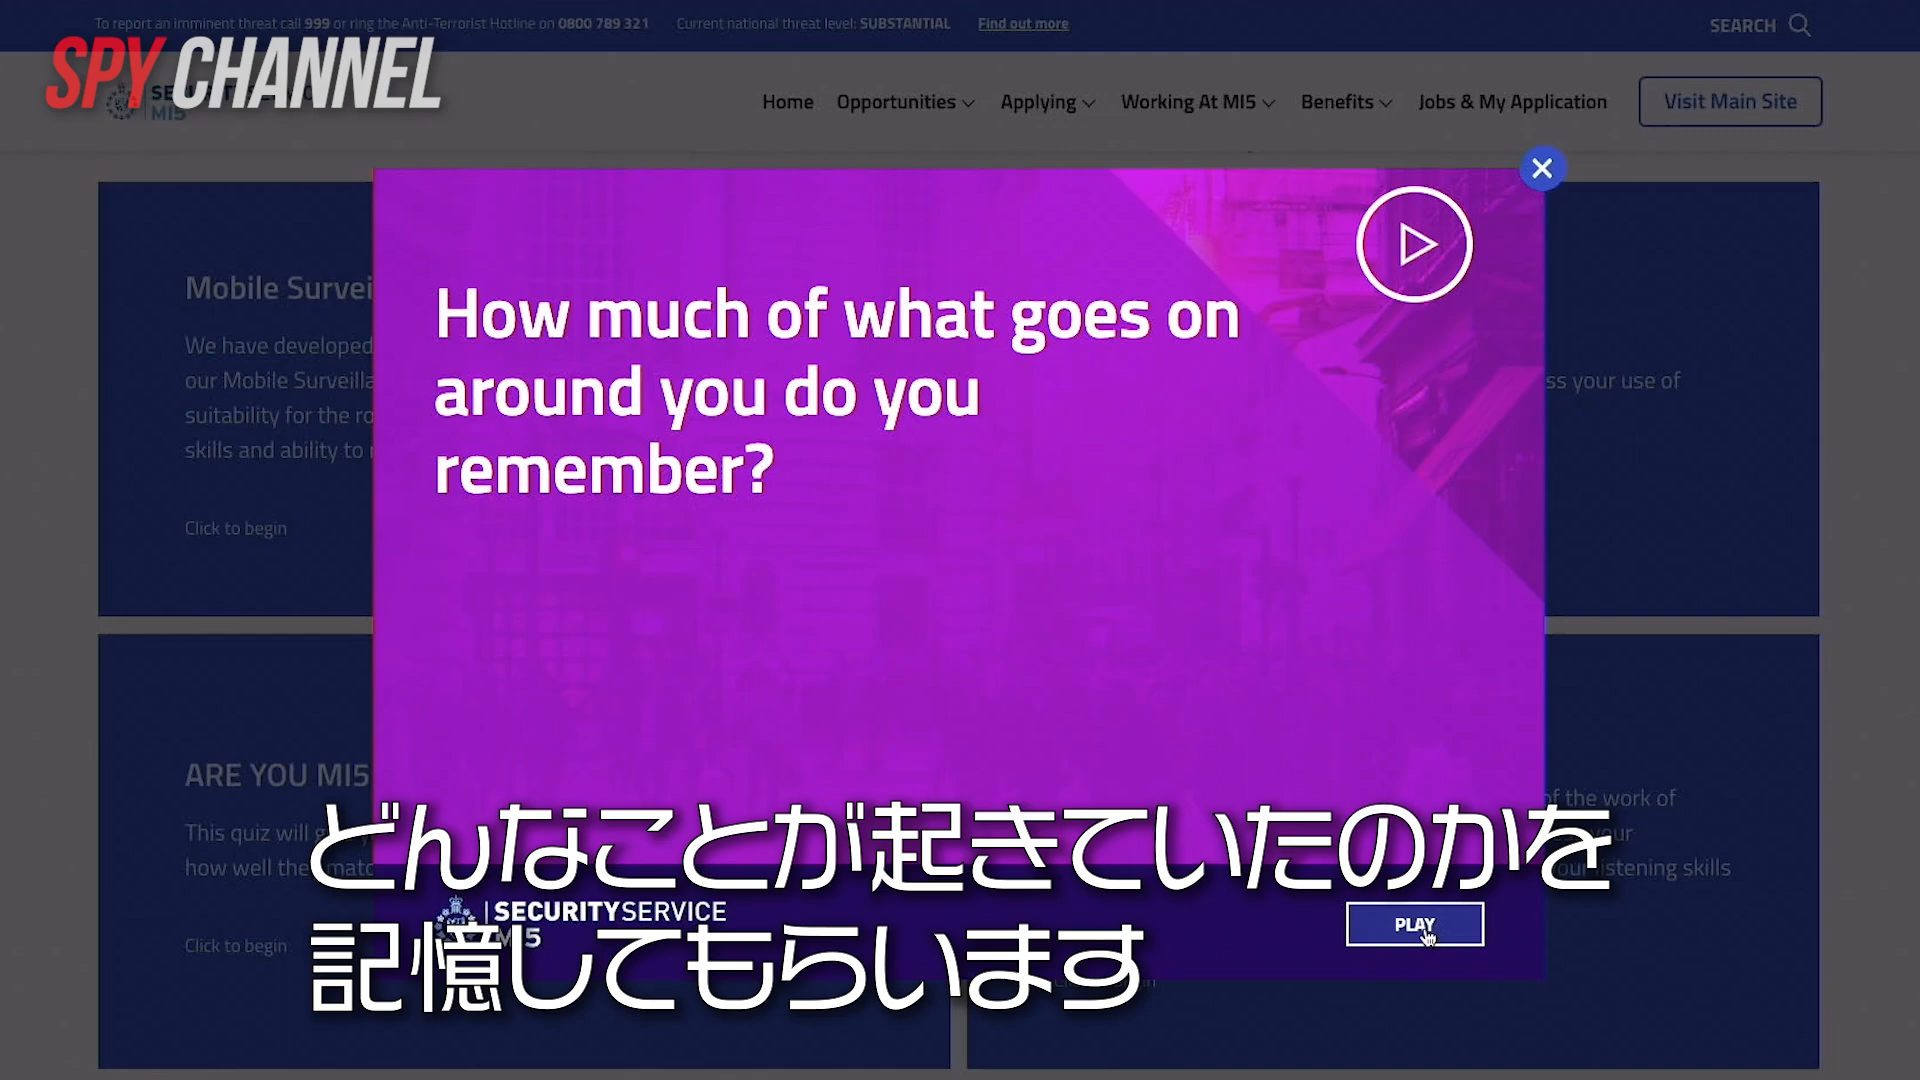 To report an imminent threat call 999 or ring the Anti-Terrorist Hotline on 0800 789 321 Current national threat level: SUBSTANTIAL Find out more SEARCH
SPY CHANNEL
MI5
Home Opportunities Applying Working At MI5 Benefits Jobs & My Application Visit Main Site
How much of what goes on
around you do you
remember?
Mobile
We have developed
our Mobile
suitability for the
skills and ability to
Click to begin
ss your use of
ARE YOU MI5
This quiz will
how well the
Click to begin
of the work of
your
listening skills
SECURITY SERVICE
MI5
PLAY
どんなことが起きていたのかを
記憶してもらいます